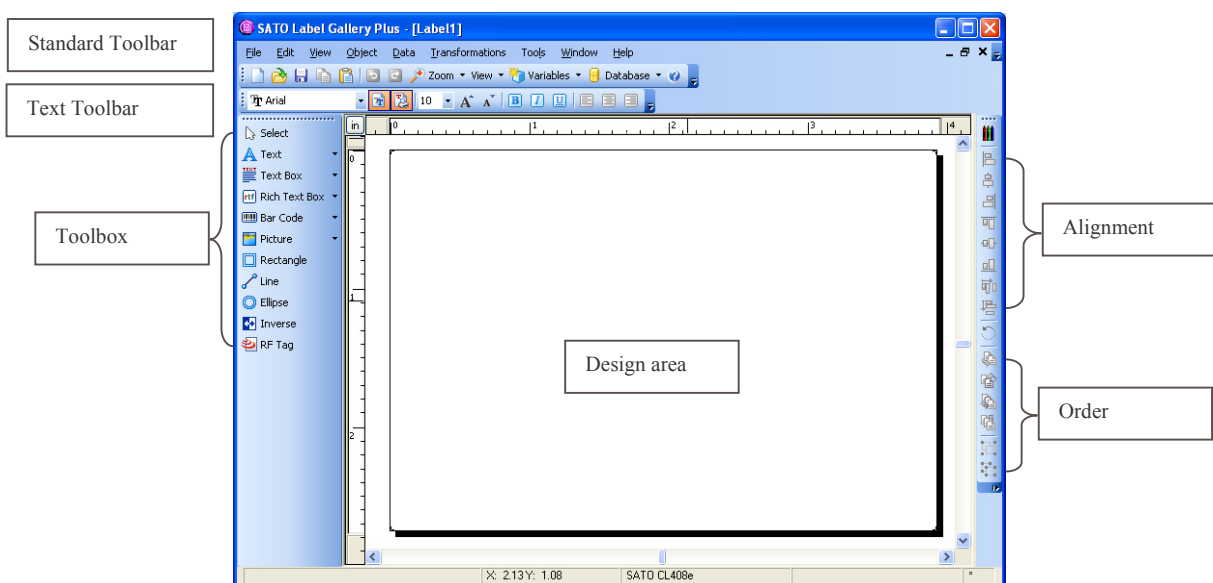 SATO Label Gallery Plus - [Label1]
File Edit View Object Data Transformations Tools Window Help
Zoom View Variables Database
Arial 10 A A B I U
Standard Toolbar
Text Toolbar
Toolbox
in
0 1 2 3 4
Select
Text
Text Box
Rich Text Box
Bar Code
Picture
Rectangle
Line
Ellipse
Inverse
RF Tag
0
1
2
Design area
Alignment
Order
X: 2.13 Y: 1.08 SATO CL408e *